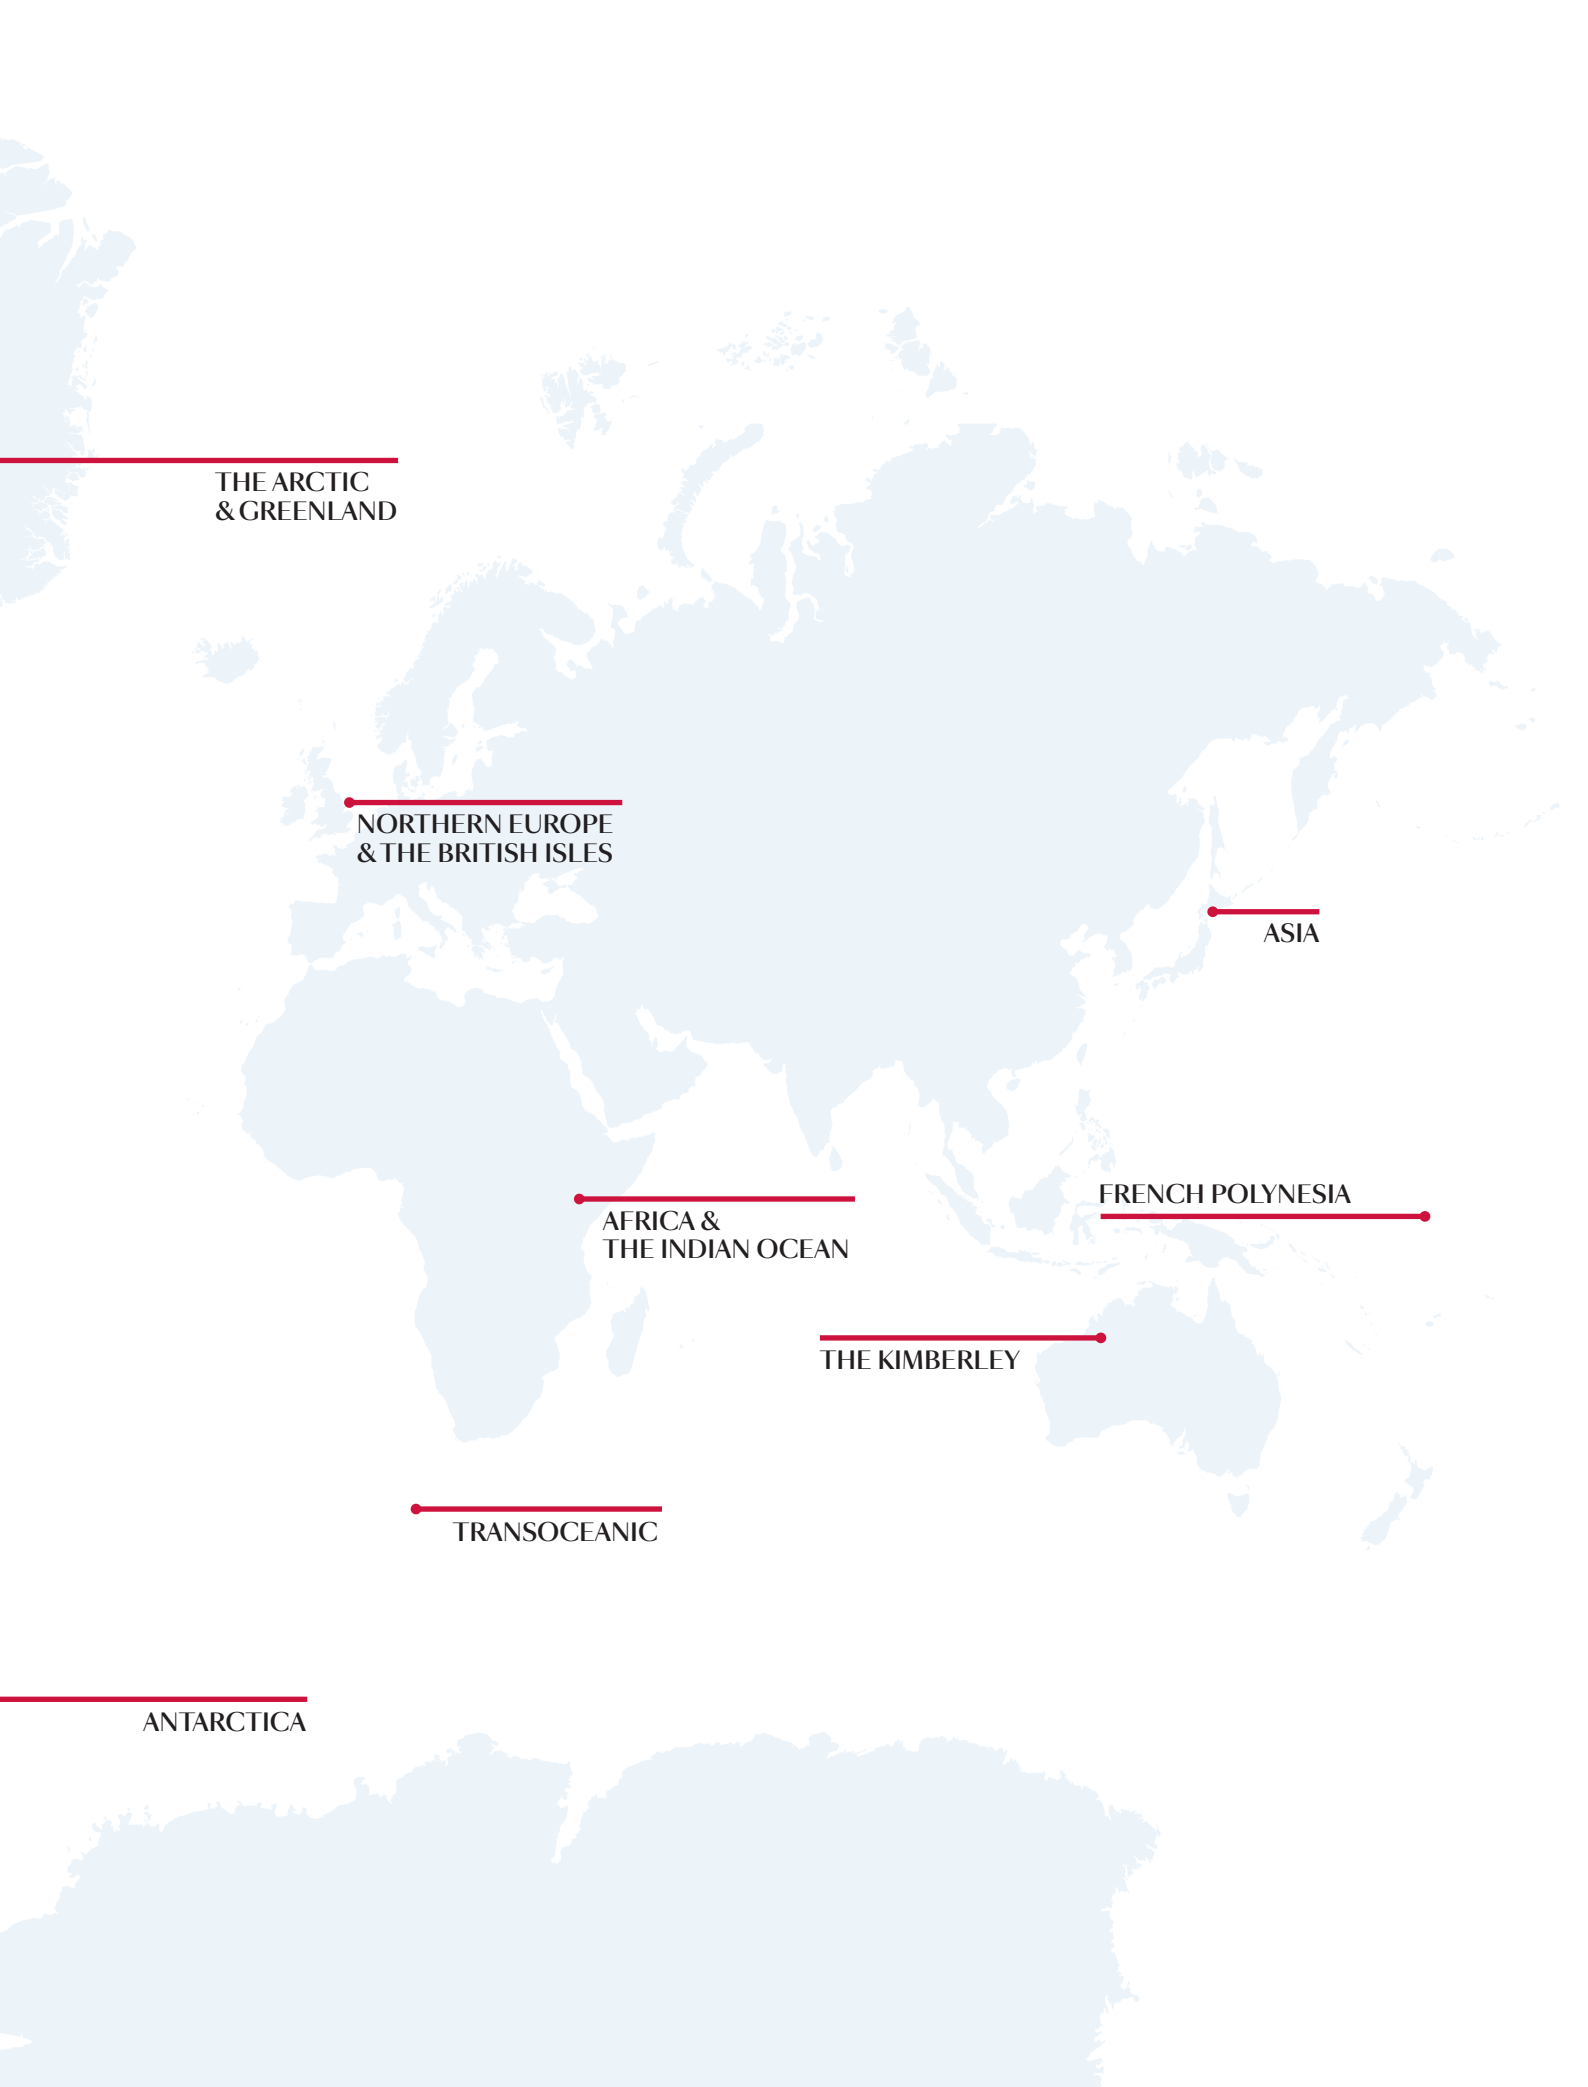 THE ARCTIC
& GREENLAND
NORTHERN EUROPE
& THE BRITISH ISLES
ASIA
FRENCH POLYNESIA
AFRICA &
THE INDIAN OCEAN
THE KIMBERLEY
TRANSOCEANIC
ANTARCTICA